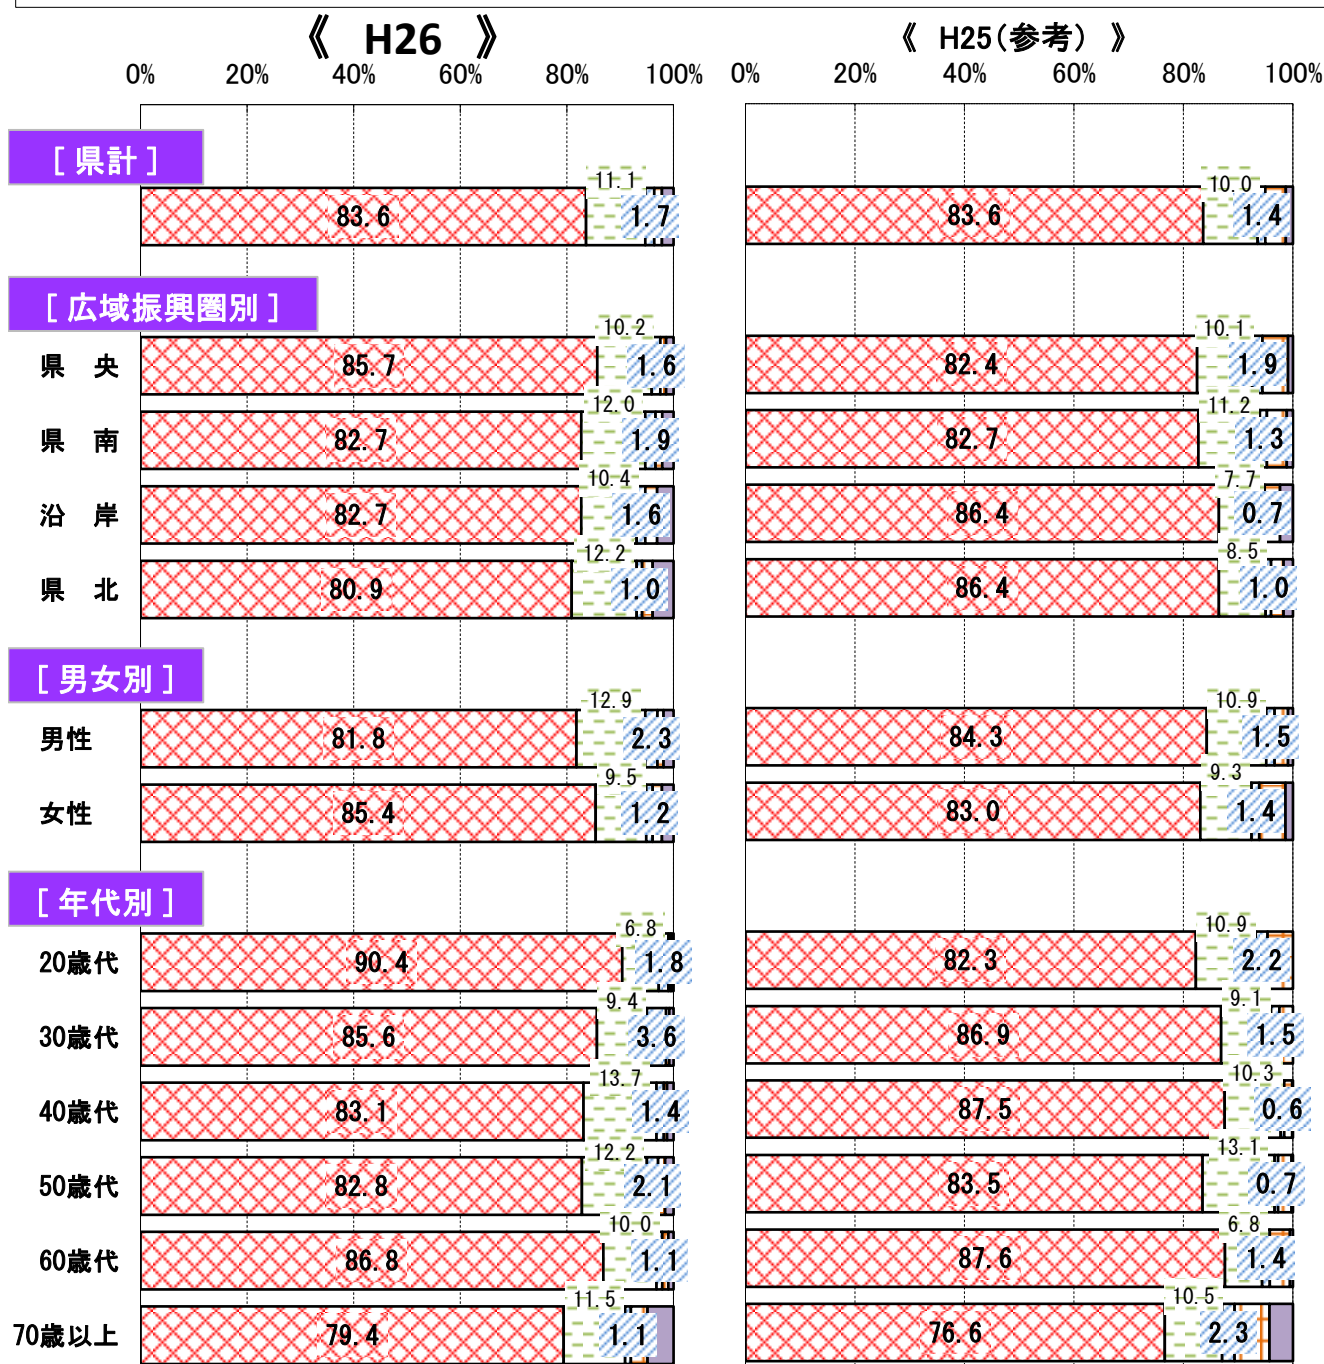 《 H26 》 《 H25(参考) 》
0% 20% 40% 60% 80% 100% 0% 20% 40% 60% 80% 100%
[ 県計 ]
11.1 10.0
83.6 1.7 83.6 1.4
[ 広域振興圏別 ]
10.2 10.1
県 央 85.7 1.6 82.4 1.9
12.0 11.2
県 南 82.7 1.9 82.7 1.3
10.4 7.7
沿 岸 82.7 1.6 86.4 0.7
12.2 8.5
県 北 80.9 1.0 86.4 1.0
[ 男女別 ]
12.9 10.9
男性 81.8 2.3 84.3 1.5
9.5 9.3
女性 85.4 1.2 83.0 1.4
[ 年代別 ]
6.8 10.9
20歳代 90.4 1.8 82.3 2.2
9.4 9.1
30歳代 85.6 3.6 86.9 1.5
13.7 10.3
40歳代 83.1 1.4 87.5 0.6
12.2 13.1
50歳代 82.8 2.1 83.5 0.7
10.0 6.8
60歳代 86.8 1.1 87.6 1.4
11.5 10.5
70歳以上 79.4 1.1 76.6 2.3